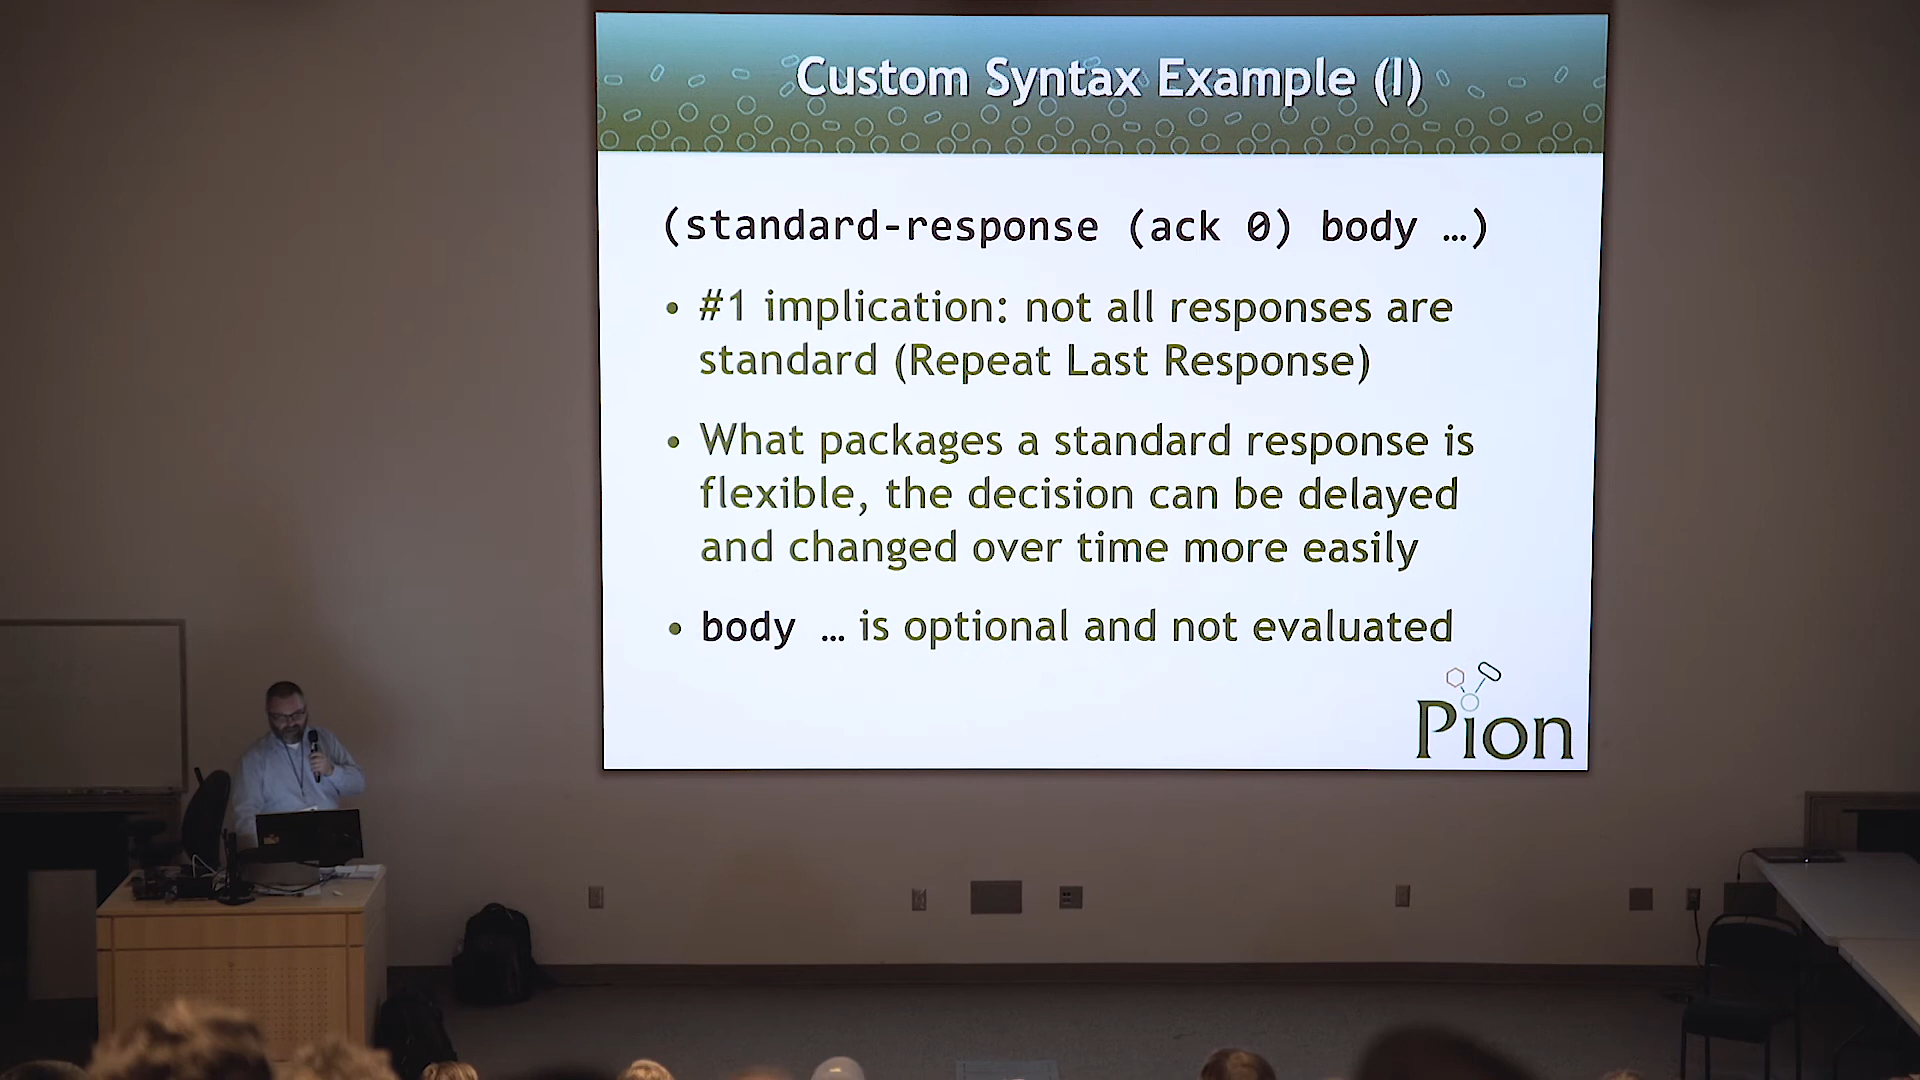 Custom Syntax Example (I)
(standard-response (ack 0) body …)
• #1 implication: not all responses are
standard (Repeat Last Response)
• What packages a standard response is
flexible, the decision can be delayed
and changed over time more easily
• body … is optional and not evaluated
Pion